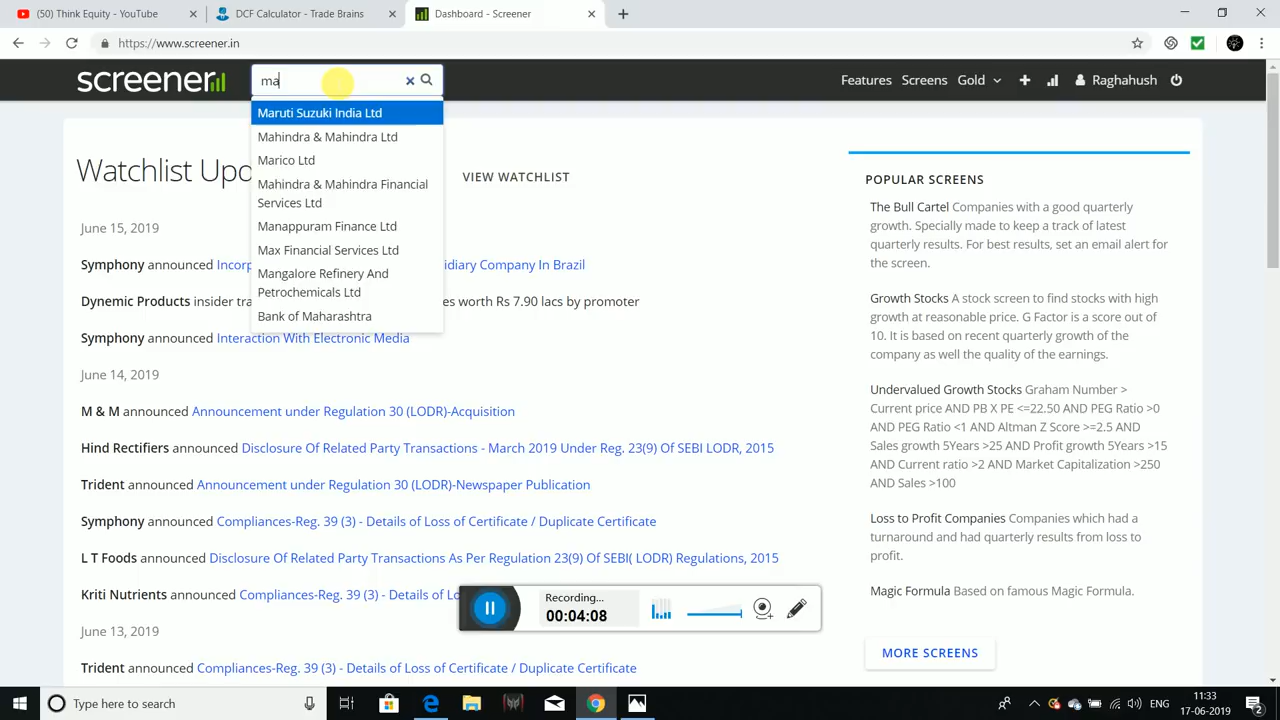 (50) Think Equity - YouTube
DCF Calculator - Trade Brains
Dashboard - Screener
https://www.screener.in
screener
ma
Features Screens Gold Raghahush
Maruti Suzuki India Ltd
Mahindra & Mahindra Ltd
Marico Ltd
Mahindra & Mahindra Financial
Services Ltd
Manappuram Finance Ltd
Max Financial Services Ltd
Mangalore Refinery And
Petrochemicals Ltd
Bank of Maharashtra
Watchlist Upd
VIEW WATCHLIST
June 15, 2019
Symphony announced Incorp diary Company In Brazil
Dynemic Products insider tra es worth Rs 7.90 lacs by promoter
Symphony announced Interaction With Electronic Media
June 14, 2019
M & M announced Announcement under Regulation 30 (LODR)-Acquisition
Hind Rectifiers announced Disclosure Of Related Party Transactions - March 2019 Under Reg. 23(9) Of SEBI LODR, 2015
Trident announced Announcement under Regulation 30 (LODR)-Newspaper Publication
Symphony announced Compliances-Reg. 39 (3) - Details of Loss of Certificate / Duplicate Certificate
L T Foods announced Disclosure Of Related Party Transactions As Per Regulation 23(9) Of SEBI( LODR) Regulations, 2015
Kriti Nutrients announced Compliances-Reg. 39 (3) - Details of Lo
June 13, 2019
Trident announced Compliances-Reg. 39 (3) - Details of Loss of Certificate / Duplicate Certificate
POPULAR SCREENS
The Bull Cartel Companies with a good quarterly
growth. Specially made to keep a track of latest
quarterly results. For best results, set an email alert for
the screen.
Growth Stocks A stock screen to find stocks with high
growth at reasonable price. G Factor is a score out of
10. It is based on recent quarterly growth of the
company as well the quality of the earnings.
Undervalued Growth Stocks Graham Number >
Current price AND PB X PE <=22.50 AND PEG Ratio >0
AND PEG Ratio <1 AND Altman Z Score >=2.5 AND
Sales growth 5Years >25 AND Profit growth 5Years >15
AND Current ratio >2 AND Market Capitalization >250
AND Sales >100
Loss to Profit Companies Companies which had a
turnaround and had quarterly results from loss to
profit.
Magic Formula Based on famous Magic Formula.
MORE SCREENS
Recording...
00:04:08
Type here to search
ENG
11:33
17-06-2019
2